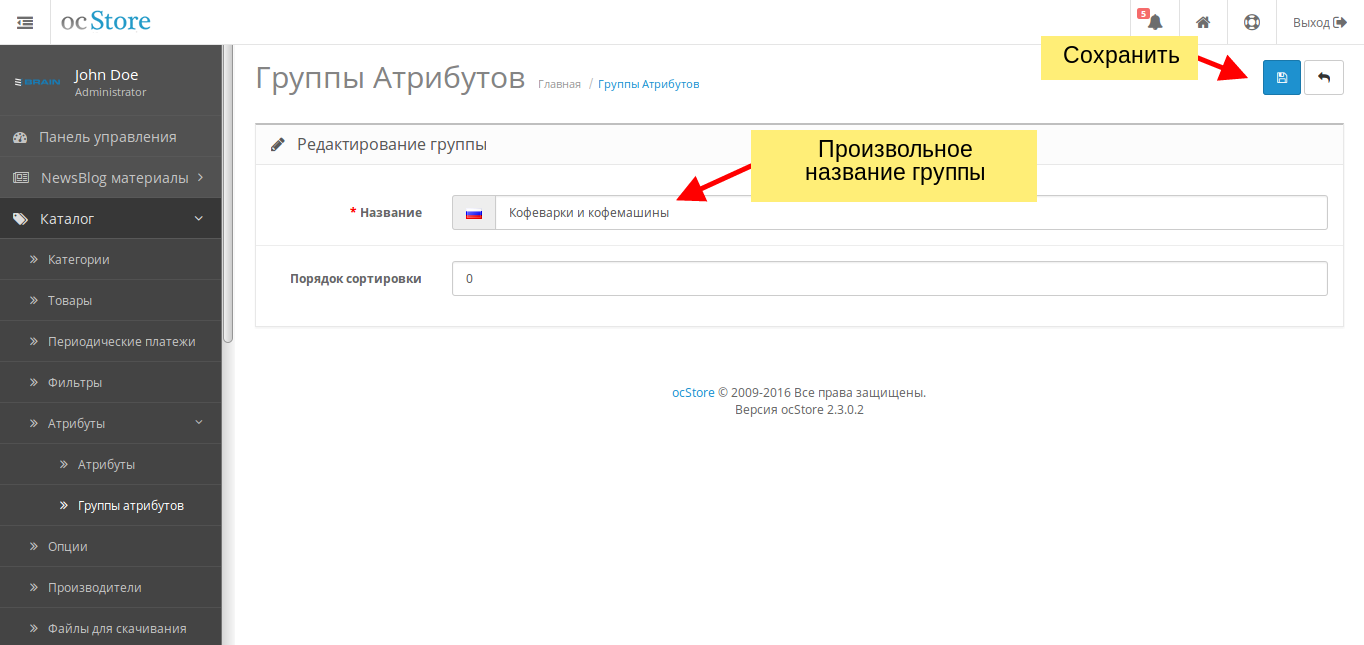 ocStore
5
Выход
BRAIN
John Doe
Administrator
Панель управления
NewsBlog материалы
Каталог
Категории
Товары
Периодические платежи
Фильтры
Атрибуты
Атрибуты
Группы атрибутов
Опции
Производители
Файлы для скачивания
Группы Атрибутов
Главная / Группы Атрибутов
Сохранить
Редактирование группы
Произвольное
название группы
* Название
Кофеварки и кофемашины
Порядок сортировки
0
ocStore © 2009-2016 Все права защищены.
Версия ocStore 2.3.0.2